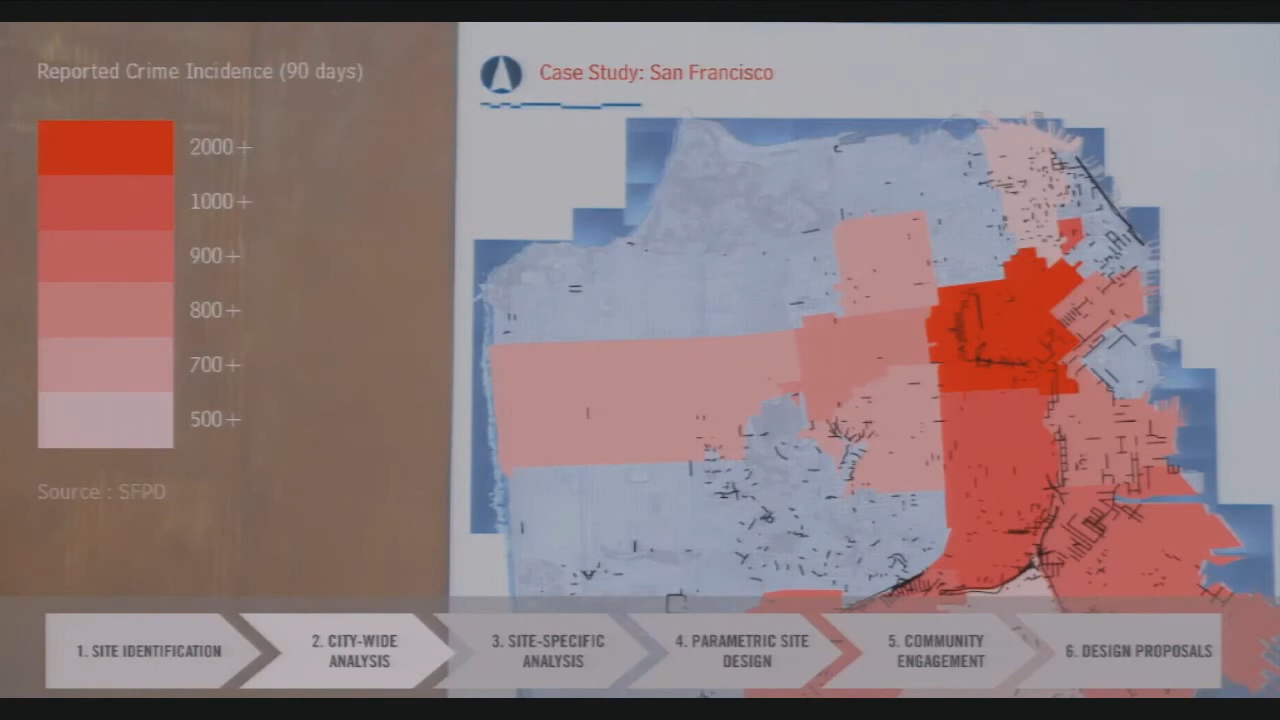 Reported Crime Incidence (90 days)
2000+
1000+
900+
800+
700+
500+
Source : SFPD
Case Study: San Francisco
1. SITE IDENTIFICATION
2. CITY-WIDE
ANALYSIS
3. SITE-SPECIFIC
ANALYSIS
4. PARAMETRIC SITE
DESIGN
5. COMMUNITY
ENGAGEMENT
6. DESIGN PROPOSALS